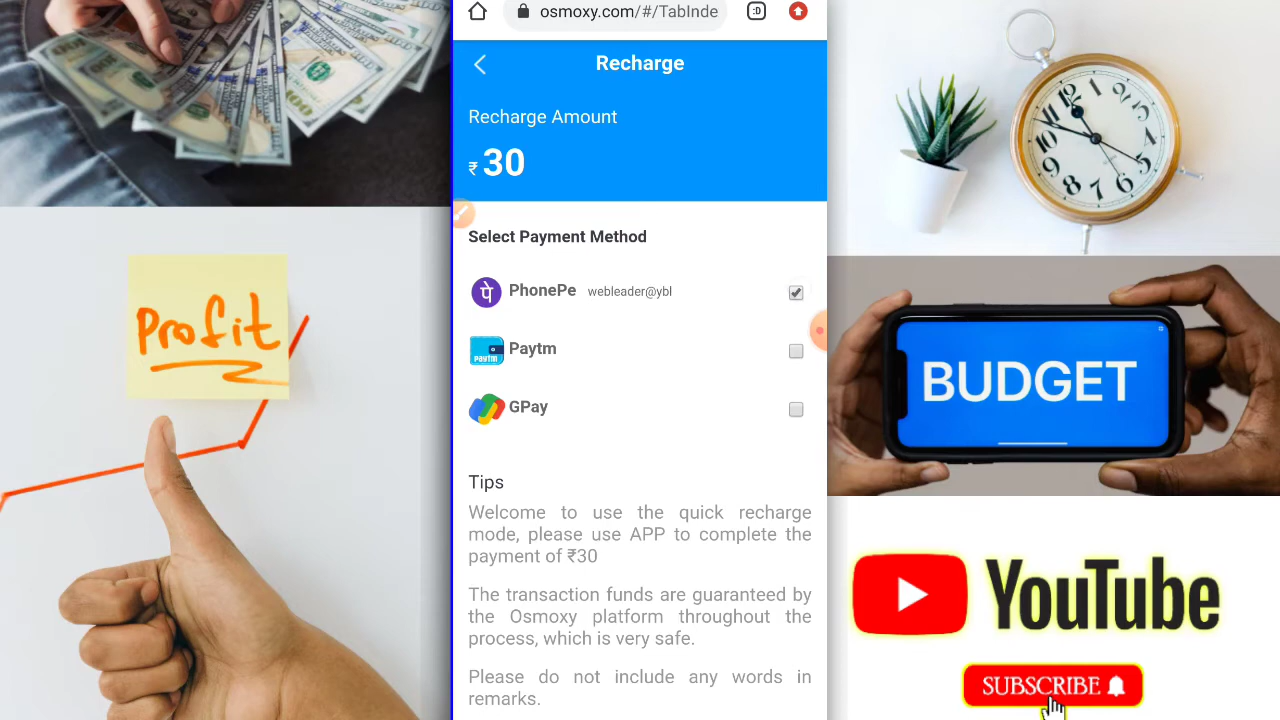 osmoxy.com/#/TabInde
:D
Recharge
Recharge Amount
₹ 30
Select Payment Method
पे PhonePe webleader@ybl
Paytm Paytm
GPay
Tips
Welcome to use the quick recharge
mode, please use APP to complete the
payment of ₹30
The transaction funds are guaranteed by
the Osmoxy platform throughout the
process, which is very safe.
Please do not include any words in
remarks.
Profit
BUDGET
YouTube
SUBSCRIBE